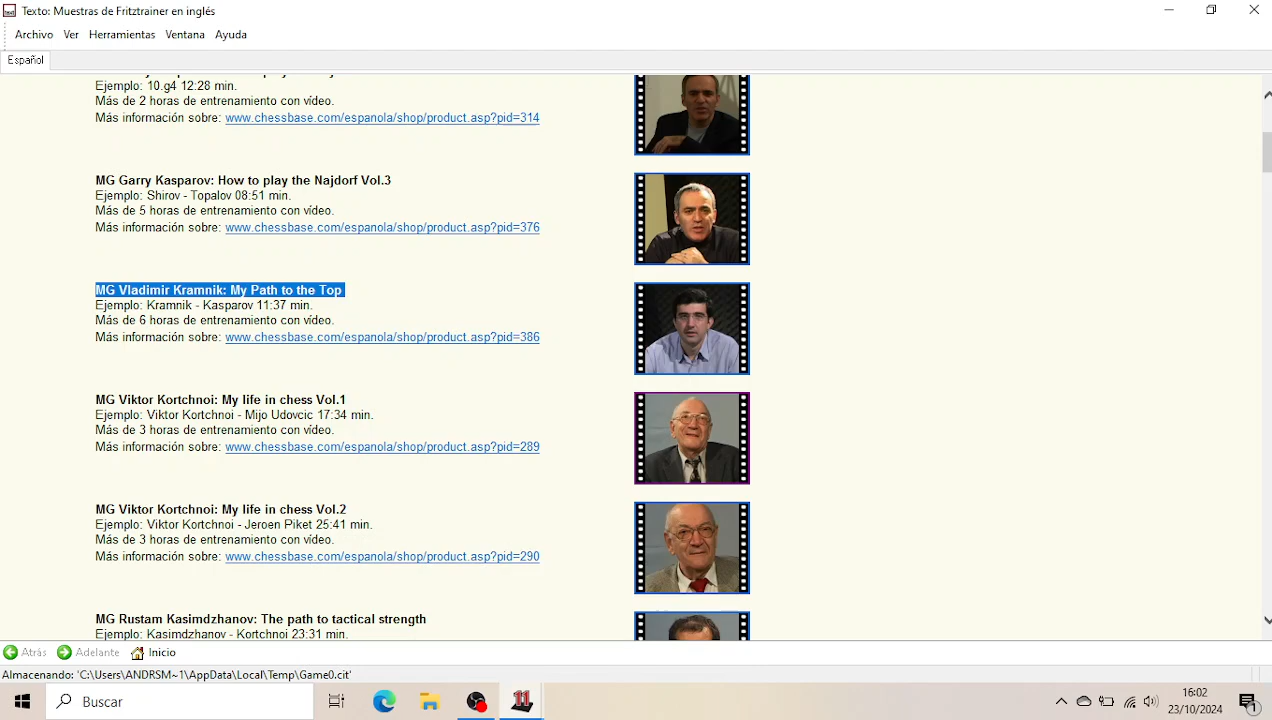 Texto: Muestras de Fritztrainer en inglés
Archivo Ver Herramientas Ventana Ayuda
Español
Ejemplo: 10.g4 12:28 min.
Más de 2 horas de entrenamiento con vídeo.
Más información sobre: www.chessbase.com/espanola/shop/product.asp?pid=314
MG Garry Kasparov: How to play the Najdorf Vol.3
Ejemplo: Shirov - Topalov 08:51 min.
Más de 5 horas de entrenamiento con vídeo.
Más información sobre: www.chessbase.com/espanola/shop/product.asp?pid=376
MG Vladimir Kramnik: My Path to the Top
Ejemplo: Kramnik - Kasparov 11:37 min.
Más de 6 horas de entrenamiento con vídeo.
Más información sobre: www.chessbase.com/espanola/shop/product.asp?pid=386
MG Viktor Kortchnoi: My life in chess Vol.1
Ejemplo: Viktor Kortchnoi - Mijo Udovcic 17:34 min.
Más de 3 horas de entrenamiento con vídeo.
Más información sobre: www.chessbase.com/espanola/shop/product.asp?pid=289
MG Viktor Kortchnoi: My life in chess Vol.2
Ejemplo: Viktor Kortchnoi - Jeroen Piket 25:41 min.
Más de 3 horas de entrenamiento con vídeo.
Más información sobre: www.chessbase.com/espanola/shop/product.asp?pid=290
MG Rustam Kasimdzhanov: The path to tactical strength
Ejemplo: Kasimdzhanov - Kortchnoi 23:31 min.
Atrás Adelante Inicio
Almacenando: 'C:\Users\ANDRSM~1\AppData\Local\Temp\Game0.cit'
Buscar
11
16:02
23/10/2024
1